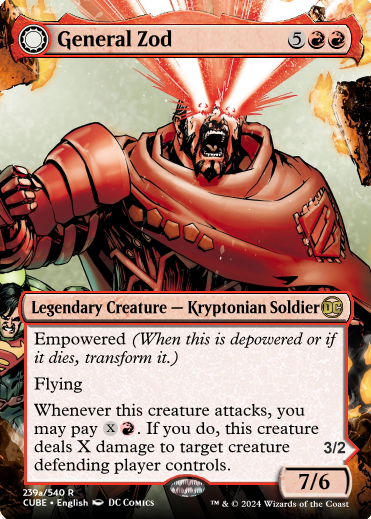 General Zod 5
Legendary Creature — Kryptonian Soldier DC
Empowered (When this is depowered or if
it dies, transform it.)
Flying
Whenever this creature attacks, you
may pay X . If you do, this creature
deals X damage to target creature
defending player controls.
3/2
7/6
239a/540 R
CUBE • English DC COMICS
™ & © 2024 Wizards of the Coast